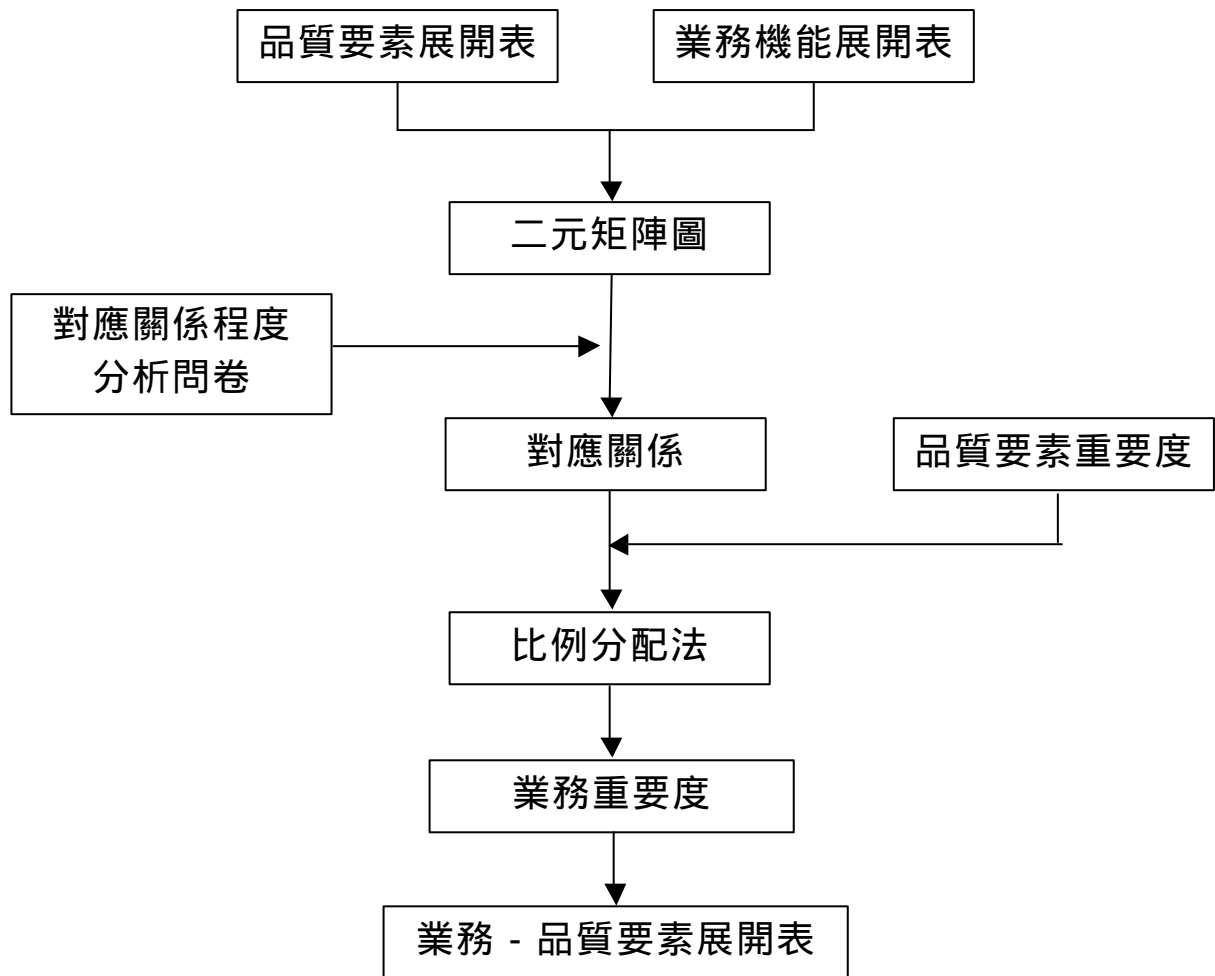 品質要素展開表
業務機能展開表
二元矩陣圖
對應關係程度
分析問卷
對應關係
品質要素重要度
比例分配法
業務重要度
業務 - 品質要素展開表